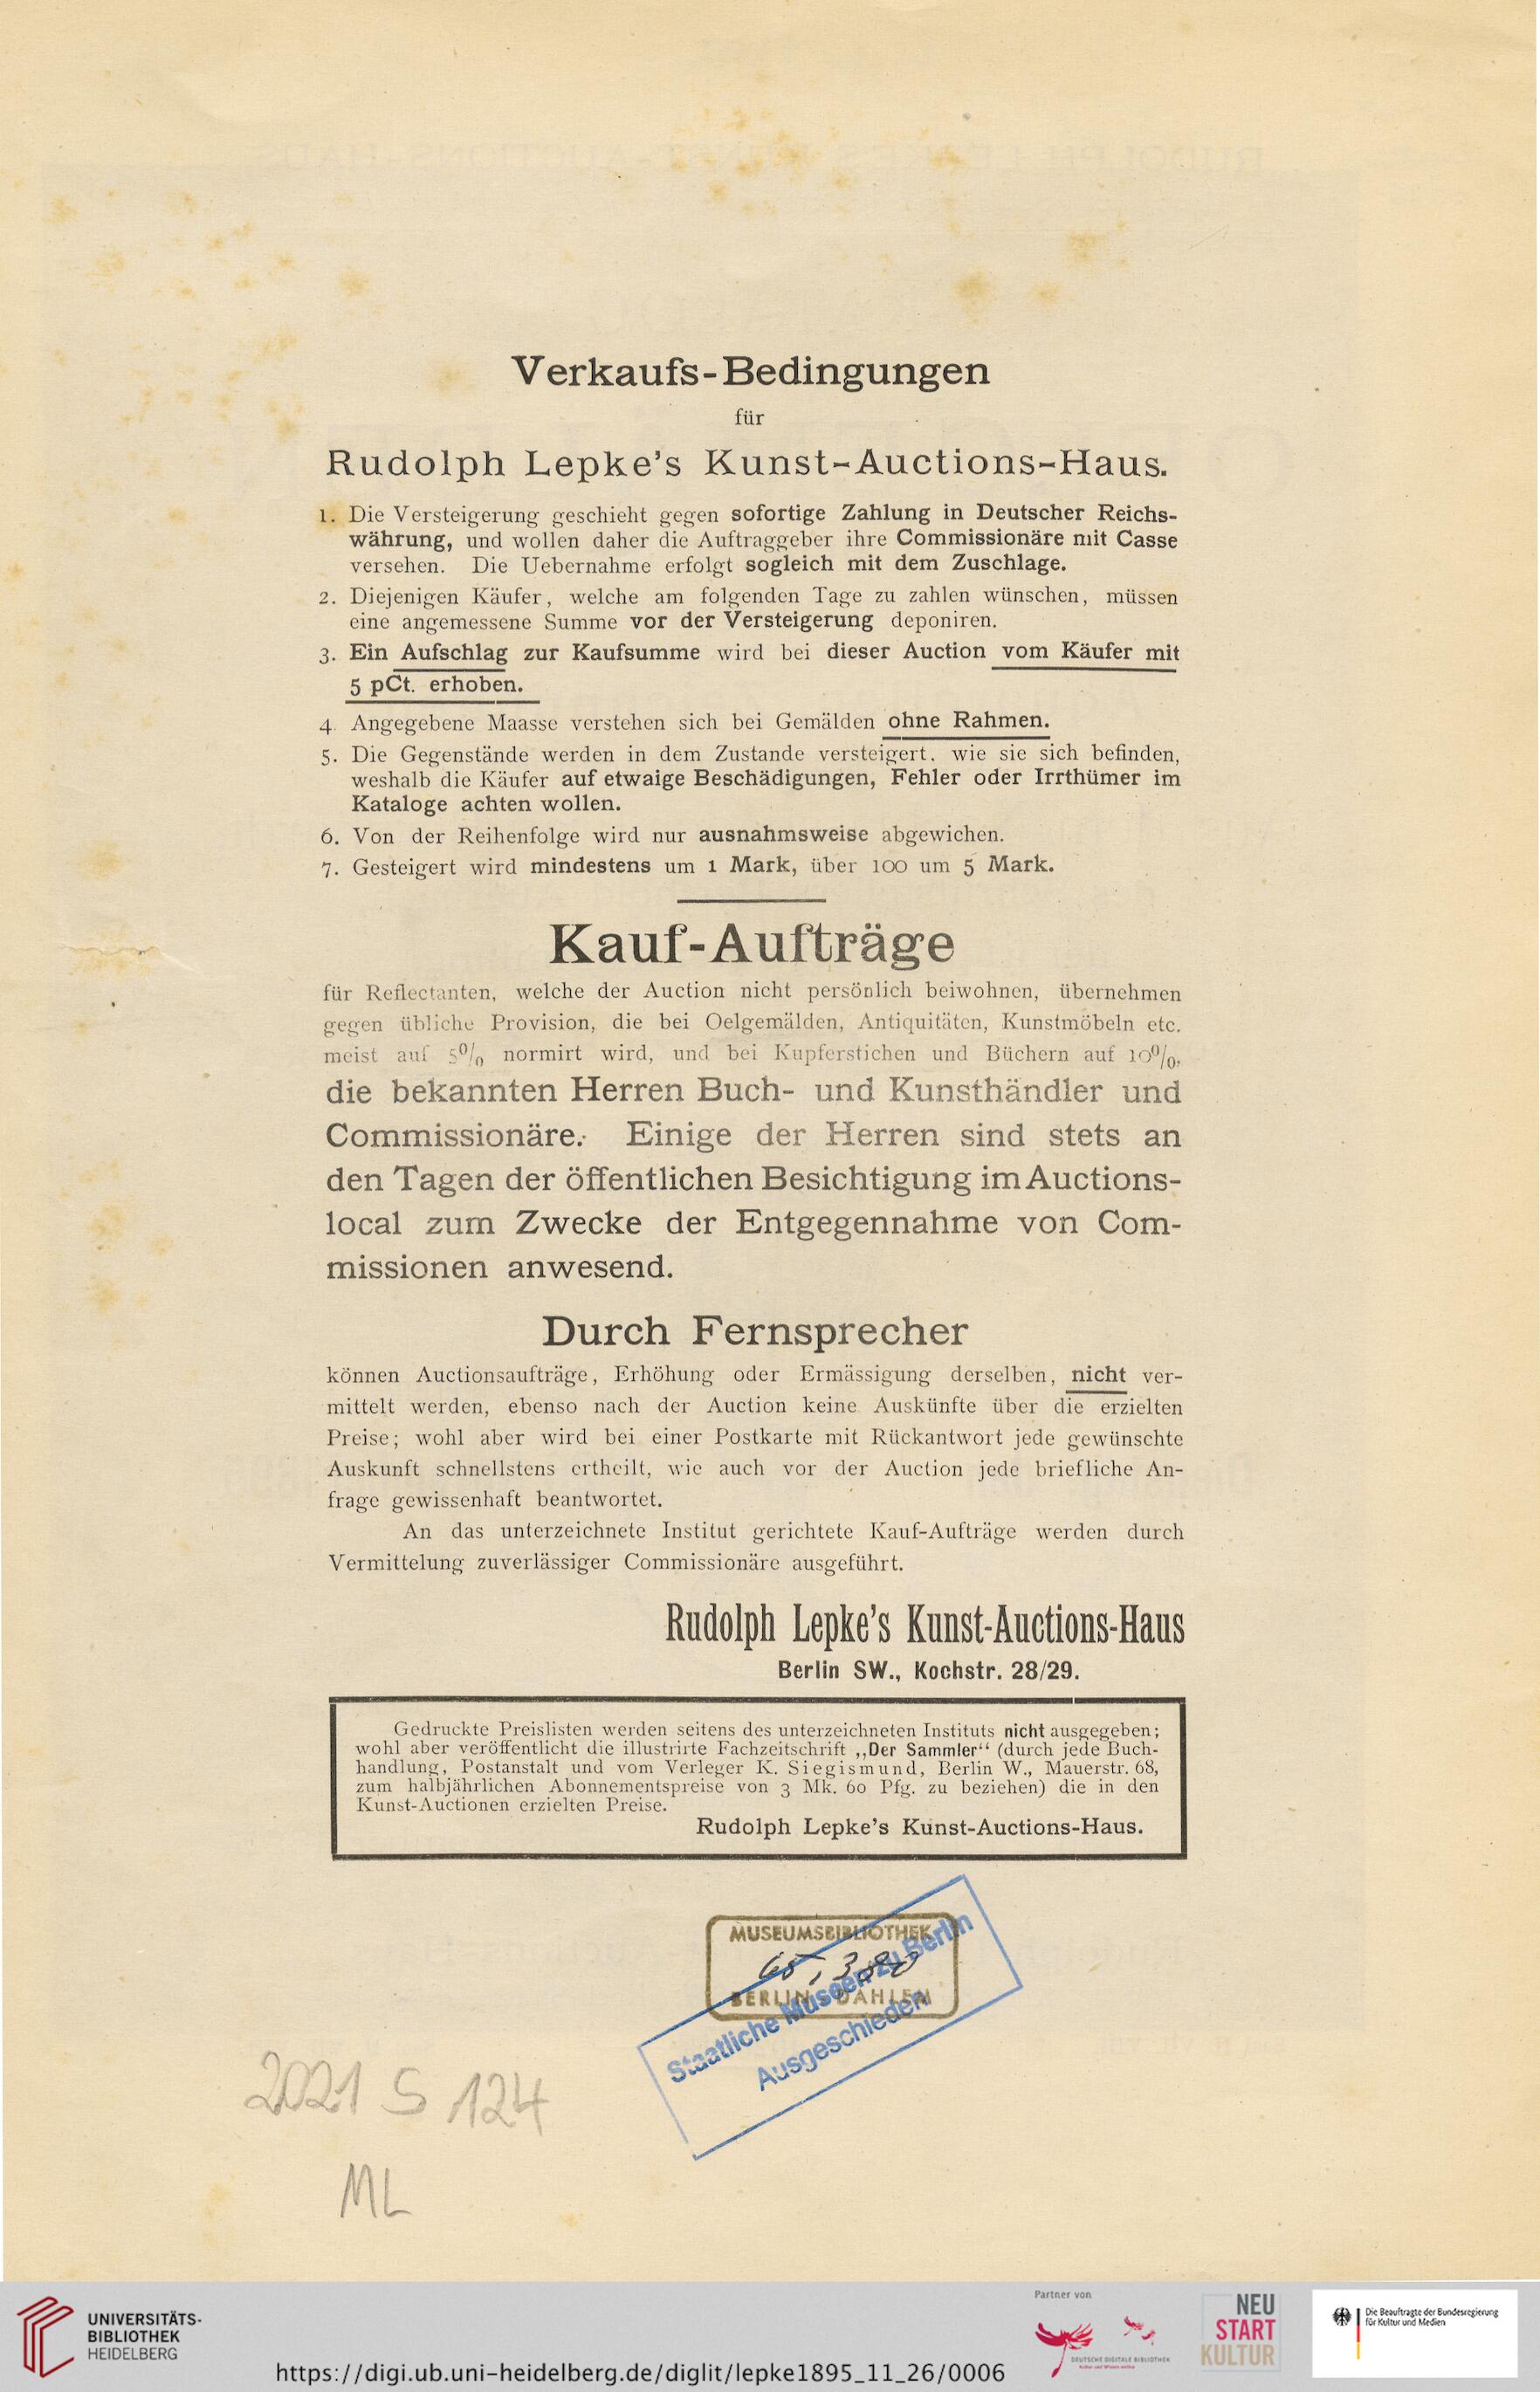 Verkaufs-Bedingungen
für
Rudolph Lepke's Kunst-Auctions-Haus.
1. Die Versteigerung geschieht gegen sofortige Zahlung in Deutscher Reichs-
währung, und wollen daher die Auftraggeber ihre Commissionäre mit Casse
versehen. Die Uebernahme erfolgt sogleich mit dem Zuschlage.
2. Diejenigen Käufer, welche am folgenden Tage zu zahlen wünschen, müssen
eine angemessene Summe vor der Versteigerung deponiren.
3. Ein Aufschlag zur Kaufsumme wird bei dieser Auction vom Käufer mit
5 pCt. erhoben.
4. Angegebene Maasse verstehen sich bei Gemälden ohne Rahmen.
5. Die Gegenstände werden in dem Zustande versteigert. wie sie sich befinden,
weshalb die Käufer auf etwaige Beschädigungen, Fehler oder Irrthümer im
Kataloge achten wollen.
6. Von der Reihenfolge wird nur ausnahmsweise abgewichen.
7. Gesteigert wird mindestens um 1 Mark, über 100 um 5 Mark.
Kauf-Aufträge
für Reflectanten, welche der Auction nicht persönlich beiwohnen, übernehmen
gegen übliche Provision, die bei Oelgemälden, Antiquitäten, Kunstmöbeln etc.
meist auf 5% normirt wird, und bei Kupferstichen und Büchern auf 10%,
die bekannten Herren Buch- und Kunsthändler und
Commissionäre. Einige der Herren sind stets an
den Tagen der öffentlichen Besichtigung im Auctions-
local zum Zwecke der Entgegennahme von Com-
missionen anwesend.
Durch Fernsprecher
können Auctionsaufträge, Erhöhung oder Ermässigung derselben, nicht ver-
mittelt werden, ebenso nach der Auction keine Auskünfte über die erzielten
Preise; wohl aber wird bei einer Postkarte mit Rückantwort jede gewünschte
Auskunft schnellstens ertheilt, wie auch vor der Auction jede briefliche An-
frage gewissenhaft beantwortet.
An das unterzeichnete Institut gerichtete Kauf-Aufträge werden durch
Vermittelung zuverlässiger Commissionäre ausgeführt.
Rudolph Lepke's Kunst-Auctions-Haus
Berlin SW., Kochstr. 28/29.
Gedruckte Preislisten werden seitens des unterzeichneten Instituts nicht ausgegeben;
wohl aber veröffentlicht die illustrirte Fachzeitschrift ,,Der Sammler“ (durch jede Buch-
handlung, Postanstalt und vom Verleger K. Siegismund, Berlin W., Mauerstr. 68,
zum halbjährlichen Abonnementspreise von 3 Mk. 60 Pfg. zu beziehen) die in den
Kunst-Auctionen erzielten Preise.
Rudolph Lepke's Kunst-Auctions-Haus.
MUSEUMSBIBLIOTHEK
BERLIN-DAHLEM
Staatliche Museen zu Berlin
Ausgeschieden
2021 S 124
ML
UNIVERSITÄTS-
BIBLIOTHEK
HEIDELBERG
https://digi.ub.uni-heidelberg.de/diglit/lepke1895_11_26/0006
Partner von
DEUTSCHE DIGITALE BIBLIOTHEK
Kultur und Wissen online
NEU
START
KULTUR
Die Beauftragte der Bundesregierung
für Kultur und Medien